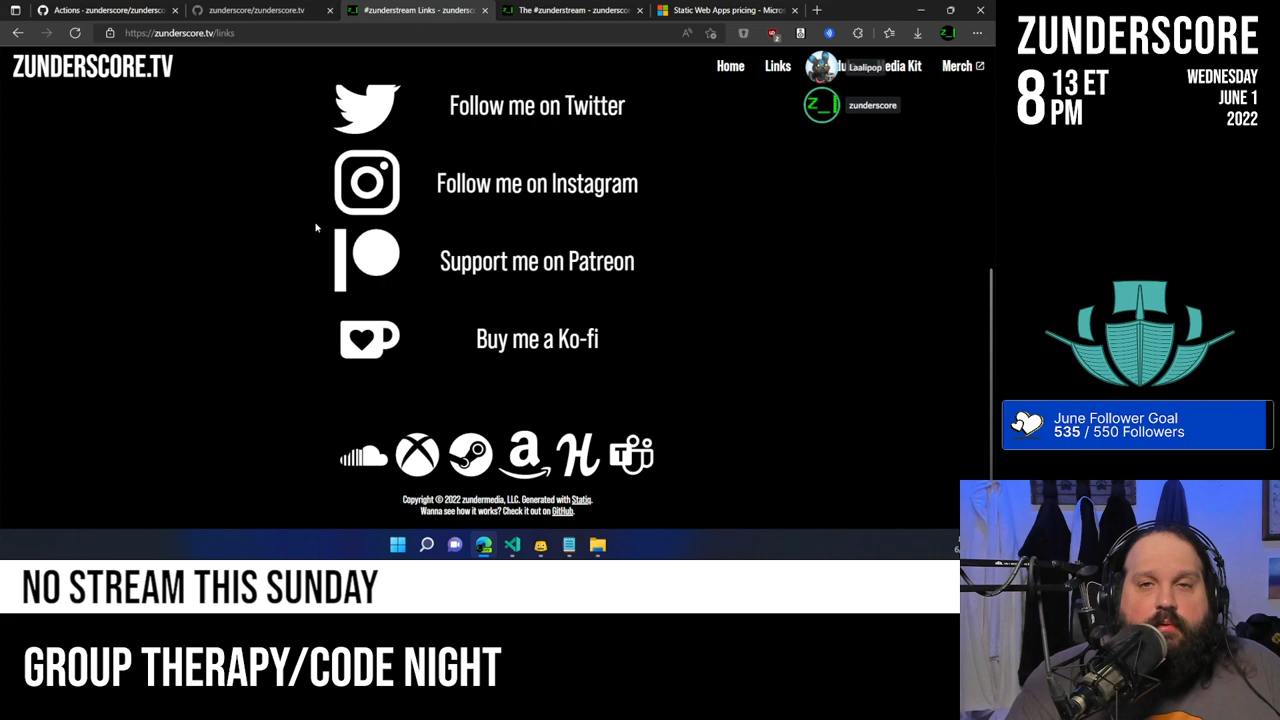 Actions · zunderscore/zundersc
zunderscore/zunderscore.tv
#zunderstream Links - zundersc
The #zunderstream - zundersco
Static Web Apps pricing - Micros
https://zunderscore.tv/links
ZUNDERSCORE.TV
Home
Links
Laalipop
edia Kit
Merch
zunderscore
Follow me on Twitter
Follow me on Instagram
Support me on Patreon
Buy me a Ko-fi
Copyright © 2022 zundermedia, LLC. Generated with Statiq.
Wanna see how it works? Check it out on GitHub.
ZUNDERSCORE
8 13 ET PM
WEDNESDAY
JUNE 1
2022
June Follower Goal
535 / 550 Followers
NO STREAM THIS SUNDAY
GROUP THERAPY/CODE NIGHT